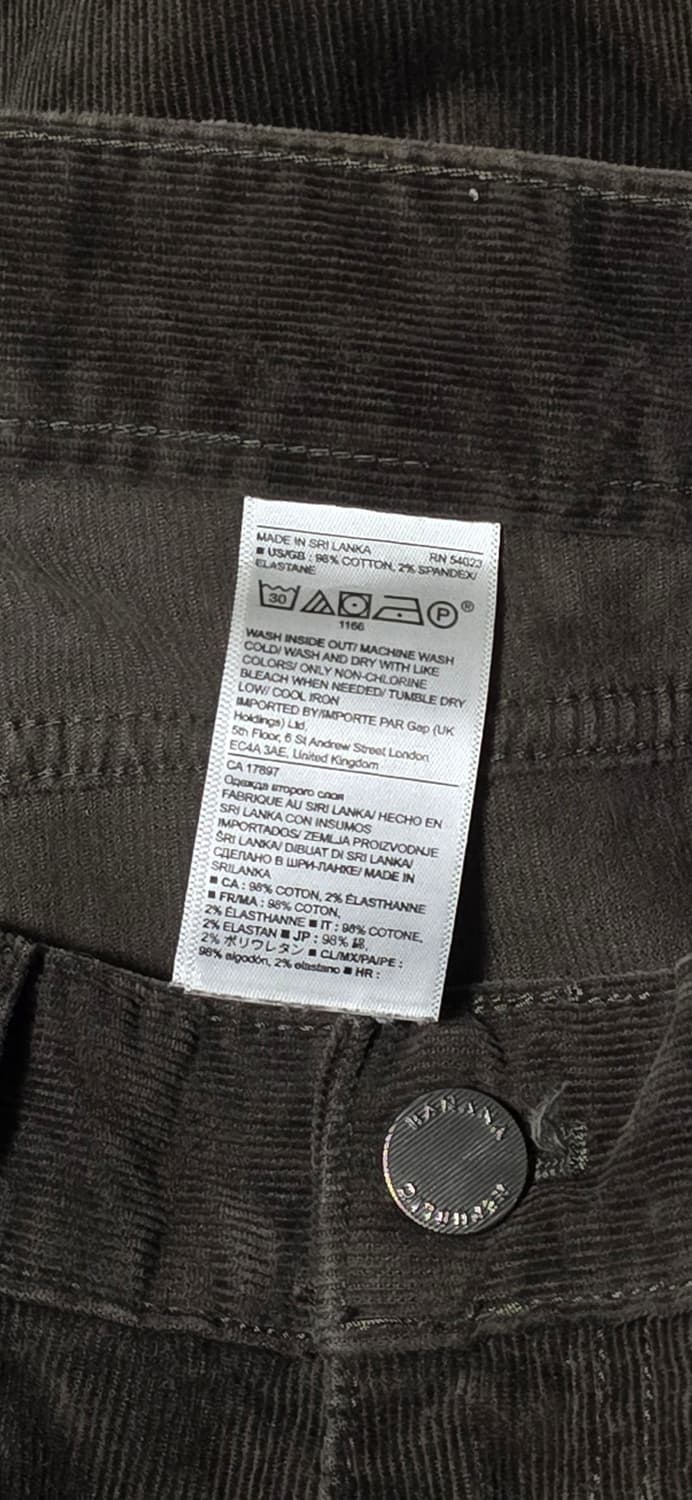 MADE IN SRI LANKA RN 54023
■ US/GB : 98% COTTON, 2% SPANDEX/
ELASTANE
30 P ®
1166
WASH INSIDE OUT/ MACHINE WASH
COLD/ WASH AND DRY WITH LIKE
COLORS/ ONLY NON-CHLORINE
BLEACH WHEN NEEDED/ TUMBLE DRY
LOW/ COOL IRON
IMPORTED BY/IMPORTE PAR Gap (UK
Holdings) Ltd.
5th Floor, 6 St Andrew Street London
EC4A 3AE, United Kingdom
CA 17897
Одежда второго слоя
FABRIQUE AU SIRI LANKA/ HECHO EN
SRI LANKA CON INSUMOS
IMPORTADOS/ ZEMLJA PROIZVODNJE
ŠRI LANKA/ DIBUAT DI SRI LANKA/
СДЕЛАНО В ШРИ-ЛАНКЕ/ MADE IN
SRILANKA
■ CA : 98% COTON, 2% ÉLASTHANNE
■ FR/MA : 98% COTON,
2% ÉLASTHANNE ■ IT : 98% COTONE,
2% ELASTAN ■ JP : 98% 綿,
2% ポリウレタン ■ CL/MX/PA/PE :
98% algodón, 2% elastano ■ HR :
BANANA
REPUBLIC